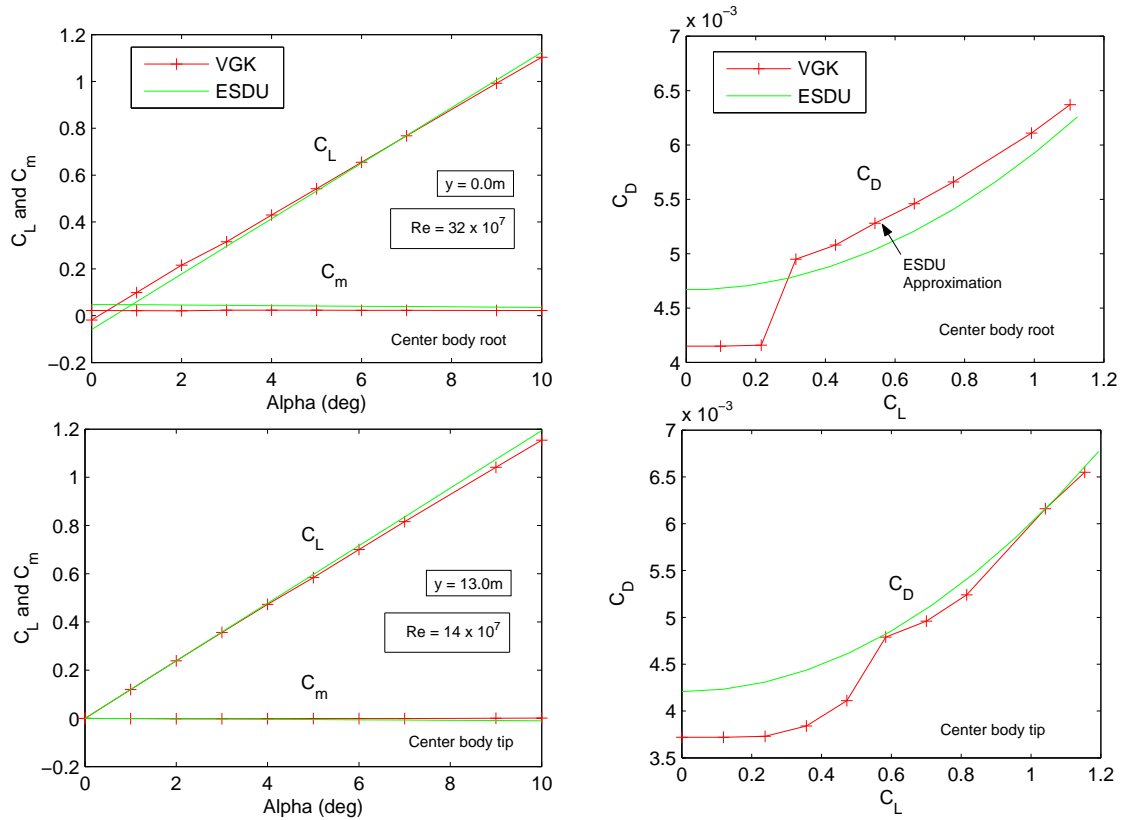 1.2
1
0.8
0.6
0.4
0.2
0
−0.2
C_L and C_m
VGK
ESDU
C_L
y = 0.0m
Re = 32 x 10^7
C_m
Center body root
0 2 4 6 8 10
Alpha (deg)
x 10^−3
7
6.5
6
5.5
5
4.5
4
C_D
VGK
ESDU
C_D
ESDU
Approximation
Center body root
0 0.2 0.4 0.6 0.8 1 1.2
C_L
1.2
1
0.8
0.6
0.4
0.2
0
−0.2
C_L and C_m
C_L
y = 13.0m
Re = 14 x 10^7
C_m
Center body tip
0 2 4 6 8 10
Alpha (deg)
x 10^−3
7
6.5
6
5.5
5
4.5
4
3.5
C_D
C_D
Center body tip
0 0.2 0.4 0.6 0.8 1 1.2
C_L